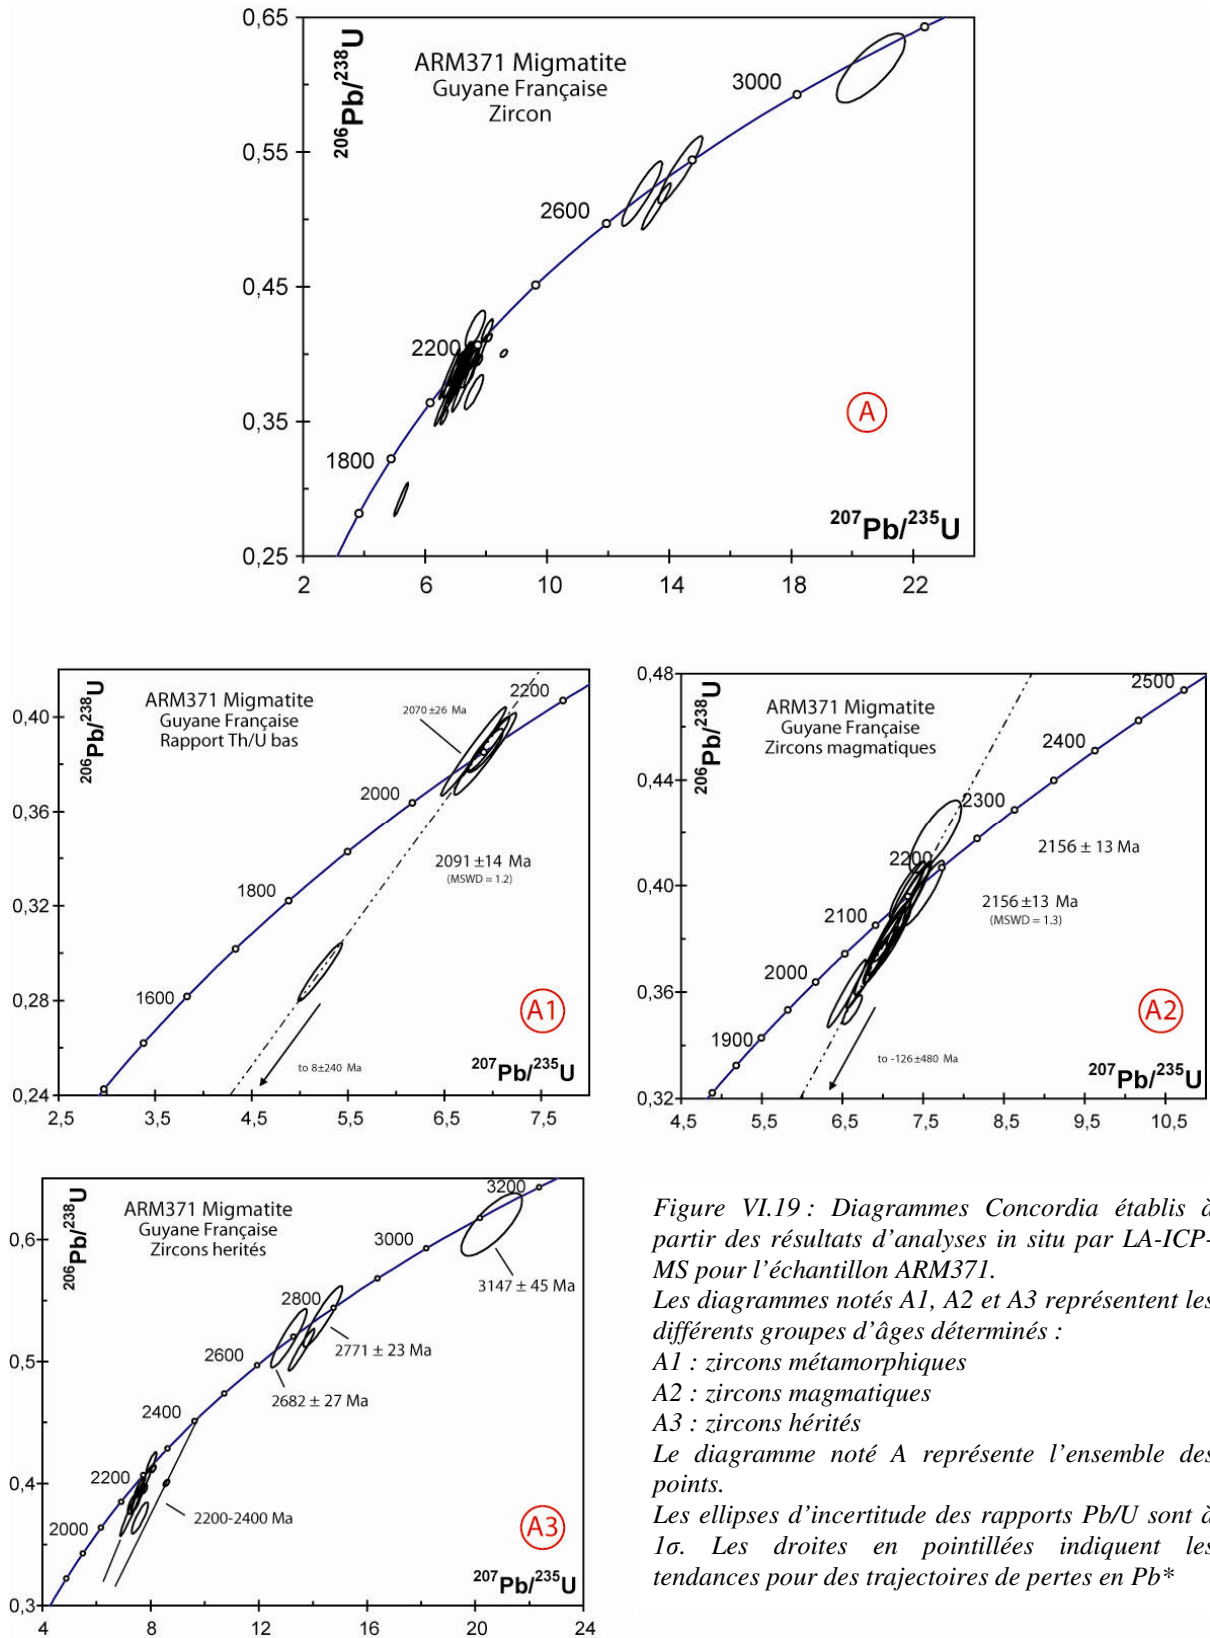 0,65
0,55
0,45
0,35
0,25
206Pb/238U
ARM371 Migmatite
Guyane Française
Zircon
3000
2600
2200
1800
A
207Pb/235U
2
6
10
14
18
22
0,40
0,36
0,32
0,28
0,24
206Pb/238U
ARM371 Migmatite
Guyane Française
Rapport Th/U bas
2070±26 Ma
2200
2000
1800
1600
2091±14 Ma
(MSWD = 1.2)
A1
to 8±240 Ma
207Pb/235U
2,5
3,5
4,5
5,5
6,5
7,5
0,48
0,44
0,40
0,36
0,32
206Pb/238U
ARM371 Migmatite
Guyane Française
Zircons magmatiques
2500
2400
2300
2200
2100
2000
1900
2156 ± 13 Ma
2156±13 Ma
(MSWD = 1.3)
A2
to -126±480 Ma
207Pb/235U
4,5
5,5
6,5
7,5
8,5
9,5
10,5
0,6
0,5
0,4
0,3
206Pb/238U
ARM371 Migmatite
Guyane Française
Zircons herités
3200
3000
2800
2600
2400
2200
2000
3147 ± 45 Ma
2771 ± 23 Ma
2682 ± 27 Ma
2200-2400 Ma
A3
207Pb/235U
4
8
12
16
20
24
Figure VI.19 : Diagrammes Concordia établis à
partir des résultats d'analyses in situ par LA-ICP-
MS pour l'échantillon ARM371.
Les diagrammes notés A1, A2 et A3 représentent les
différents groupes d'âges déterminés :
A1 : zircons métamorphiques
A2 : zircons magmatiques
A3 : zircons hérités
Le diagramme noté A représente l'ensemble des
points.
Les ellipses d'incertitude des rapports Pb/U sont à
1σ. Les droites en pointillées indiquent les
tendances pour des trajectoires de pertes en Pb*